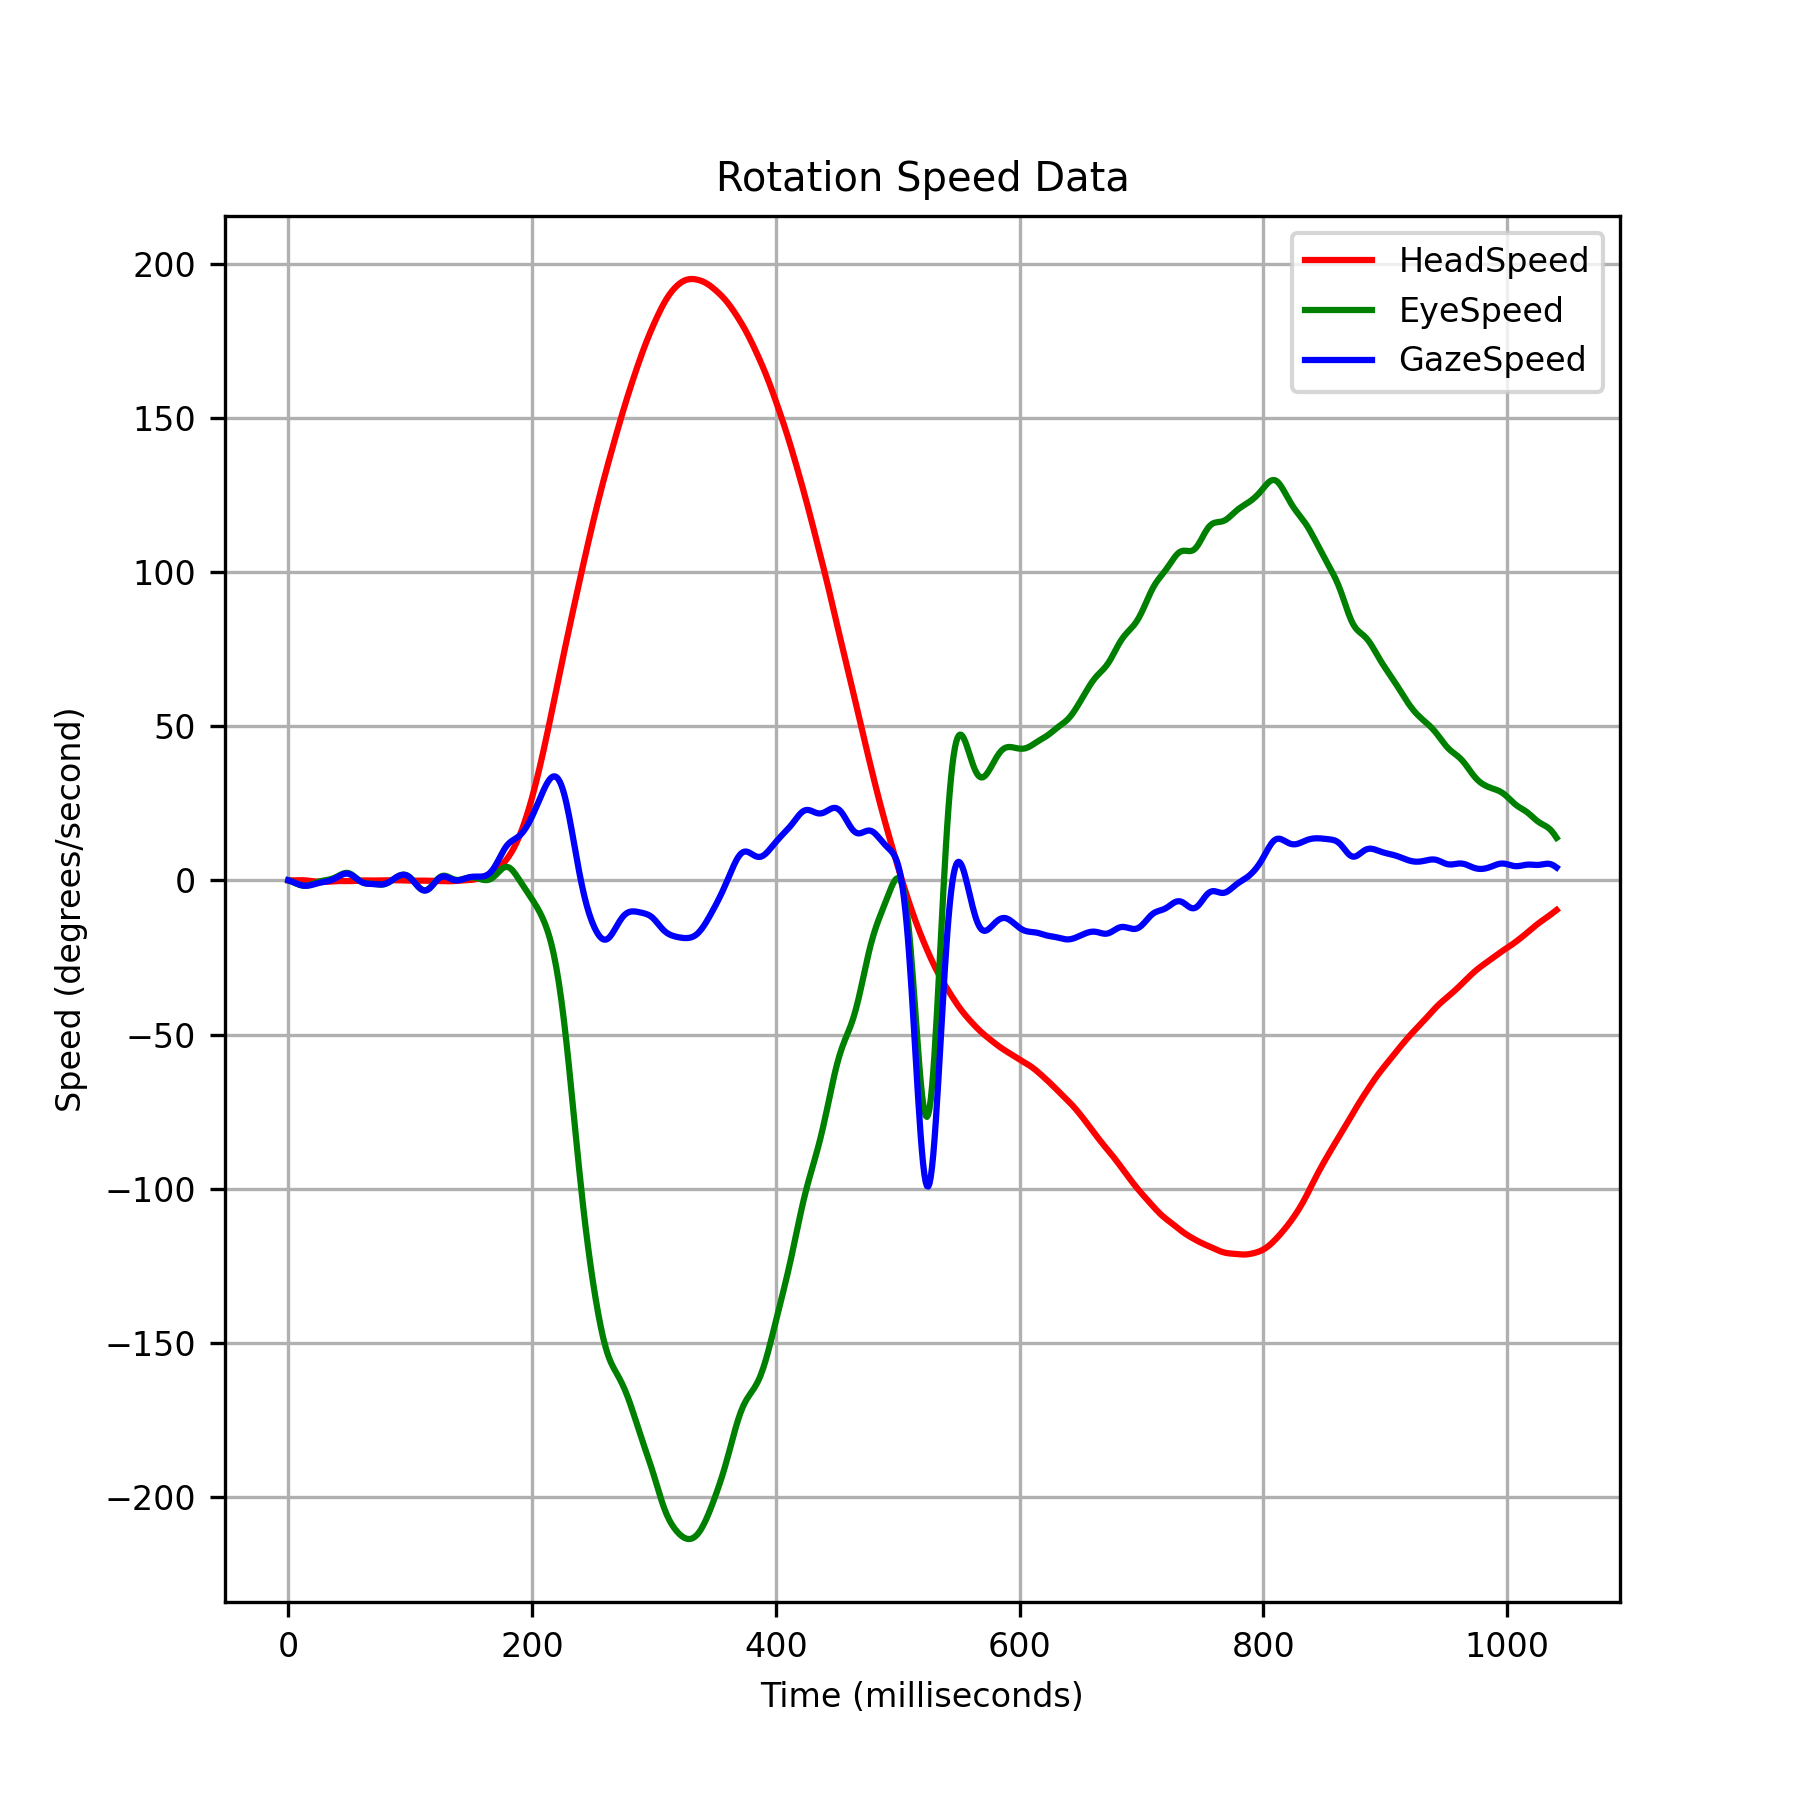 Rotation Speed Data
HeadSpeed
EyeSpeed
GazeSpeed
Speed (degrees/second)
200
150
100
50
0
−50
−100
−150
−200
0 200 400 600 800 1000
Time (milliseconds)